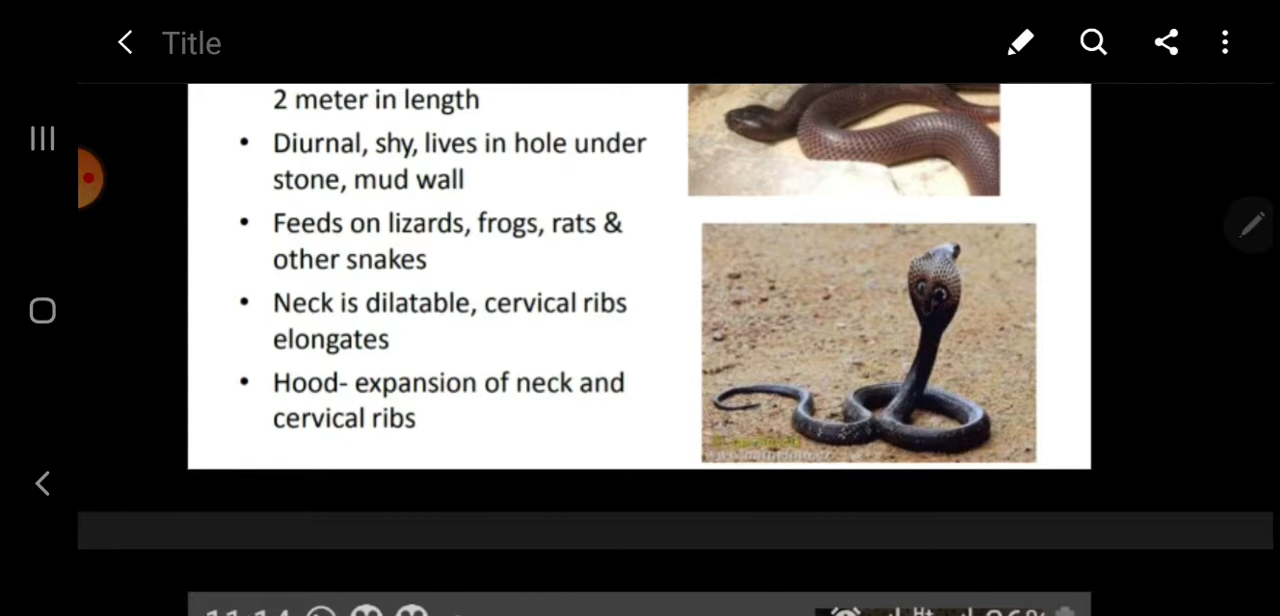 Title
2 meter in length
• Diurnal, shy, lives in hole under
stone, mud wall
• Feeds on lizards, frogs, rats &
other snakes
• Neck is dilatable, cervical ribs
elongates
• Hood- expansion of neck and
cervical ribs